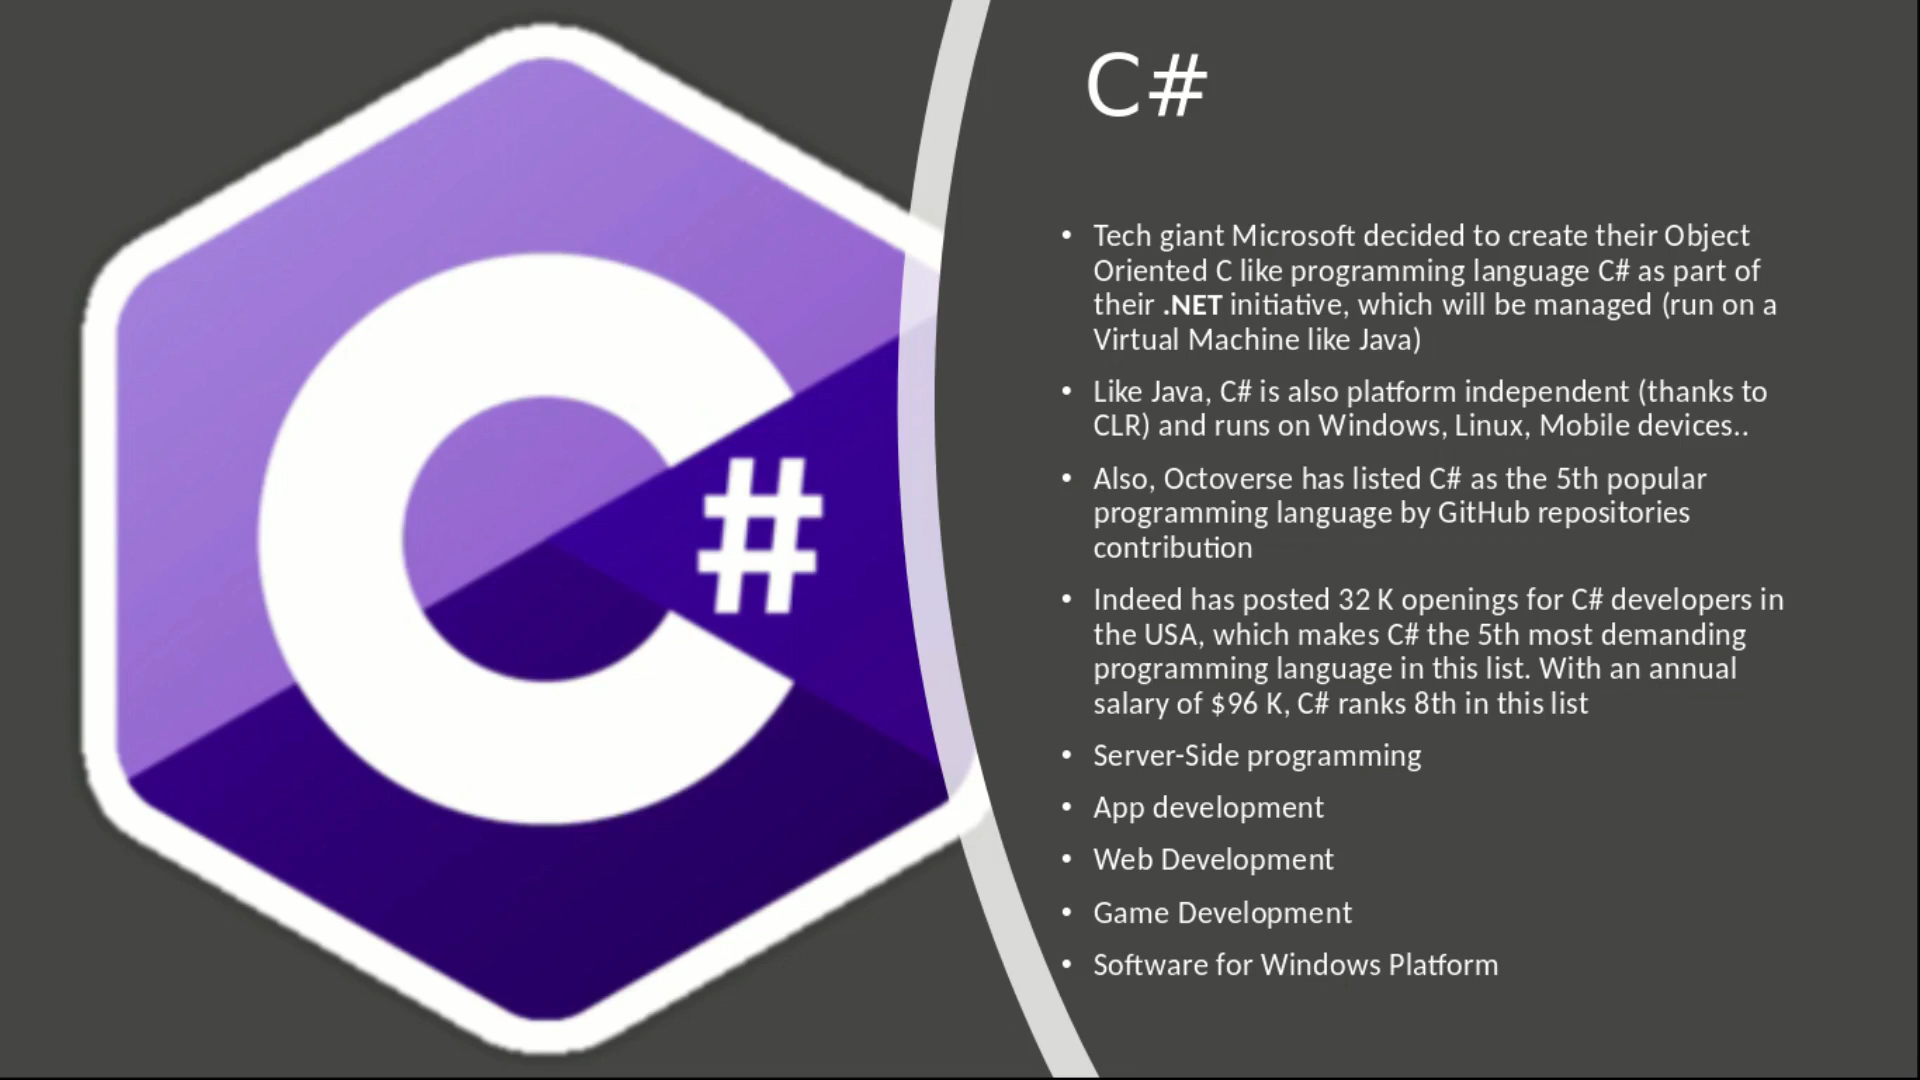 C#
C#
• Tech giant Microsoft decided to create their Object
Oriented C like programming language C# as part of
their .NET initiative, which will be managed (run on a
Virtual Machine like Java)
• Like Java, C# is also platform independent (thanks to
CLR) and runs on Windows, Linux, Mobile devices..
• Also, Octoverse has listed C# as the 5th popular
programming language by GitHub repositories
contribution
• Indeed has posted 32 K openings for C# developers in
the USA, which makes C# the 5th most demanding
programming language in this list. With an annual
salary of $96 K, C# ranks 8th in this list
• Server-Side programming
• App development
• Web Development
• Game Development
• Software for Windows Platform